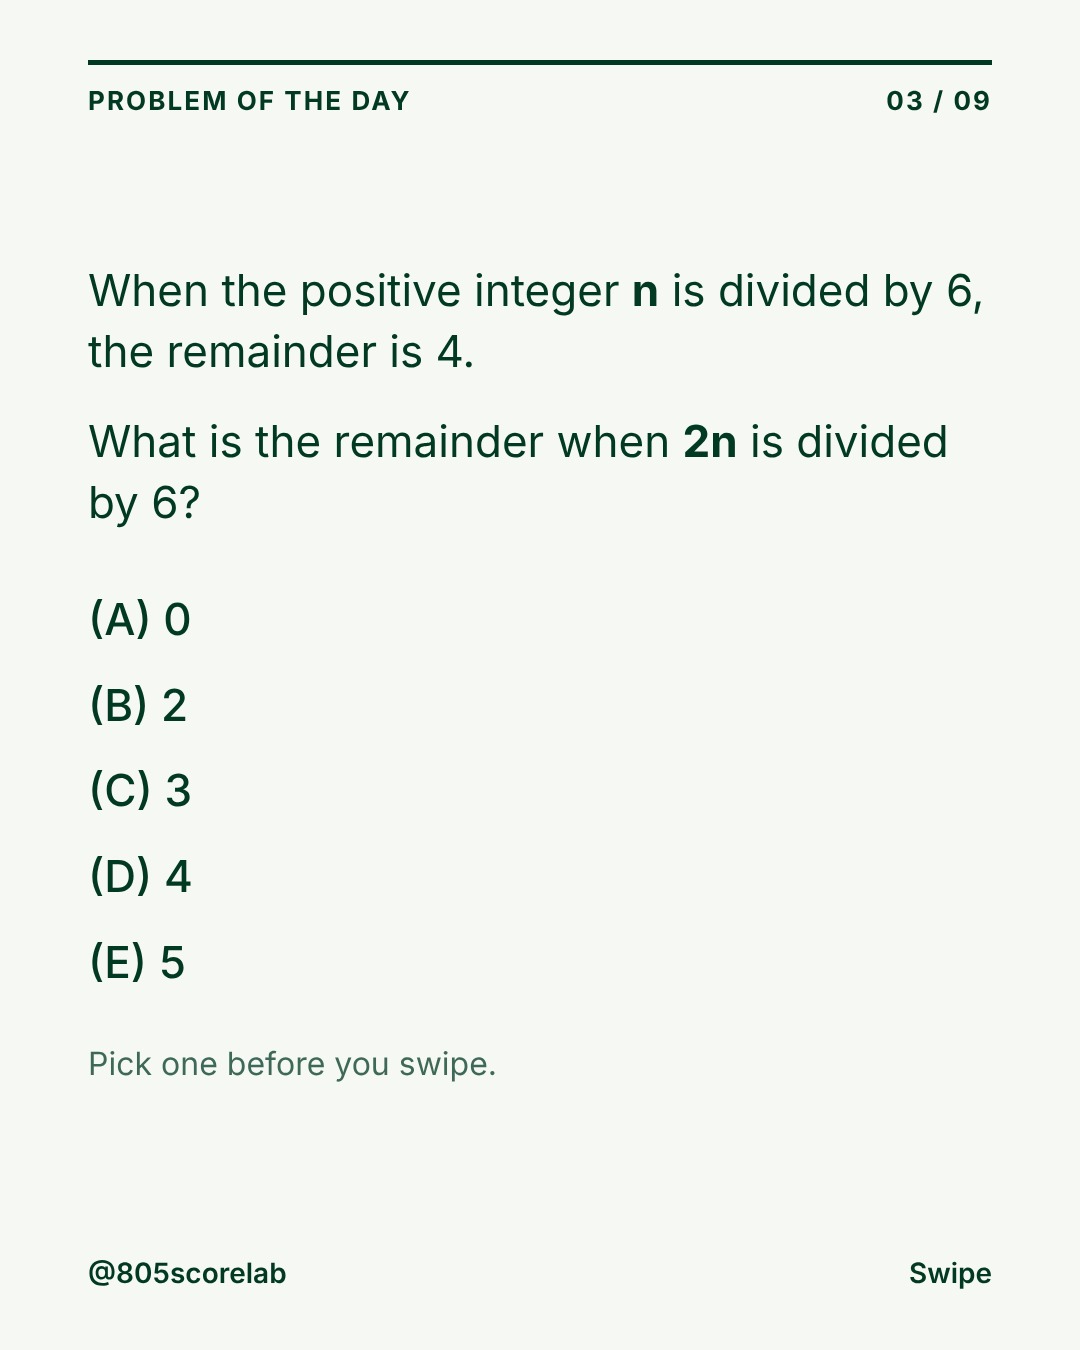 PROBLEM OF THE DAY
03 / 09
When the positive integer n is divided by 6,
the remainder is 4.
What is the remainder when 2n is divided
by 6?
(A) 0
(B) 2
(C) 3
(D) 4
(E) 5
Pick one before you swipe.
@805scorelab
Swipe